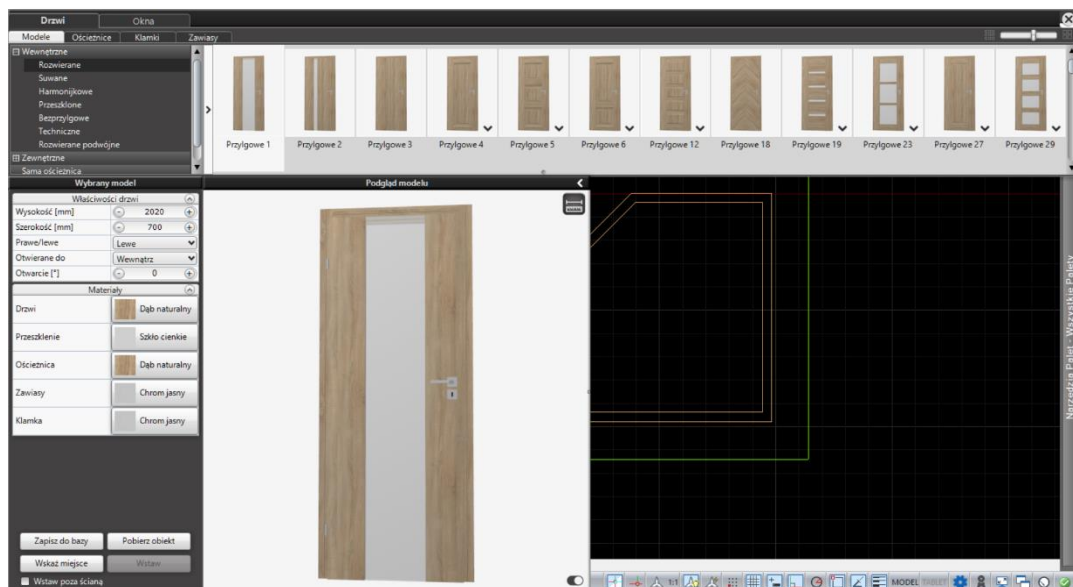 Drzwi Okna
Modele Ościeżnice Klamki Zawiasy
Wewnętrzne
Rozwierane
Suwane
Harmonijkowe
Przeszklone
Bezprzylgowe
Techniczne
Rozwierane podwójne
Zewnętrzne
Sama ościeżnica
Przylgowe 1 Przylgowe 2 Przylgowe 3 Przylgowe 4 Przylgowe 5 Przylgowe 6 Przylgowe 12 Przylgowe 18 Przylgowe 19 Przylgowe 23 Przylgowe 27 Przylgowe 29
Wybrany model
Właściwości drzwi
Wysokość [mm] 2020
Szerokość [mm] 700
Prawe/lewe Lewe
Otwierane do Wewnątrz
Otwarcie [°] 0
Materiały
Drzwi Dąb naturalny
Przeszklenie Szkło cienkie
Ościeżnica Dąb naturalny
Zawiasy Chrom jasny
Klamka Chrom jasny
Zapisz do bazy Pobierz obiekt
Wskaż miejsce Wstaw
Wstaw poza ścianą
Podgląd modelu
Narzędzia Palet - Wszystkie Palety
1:1 MODEL TABLET